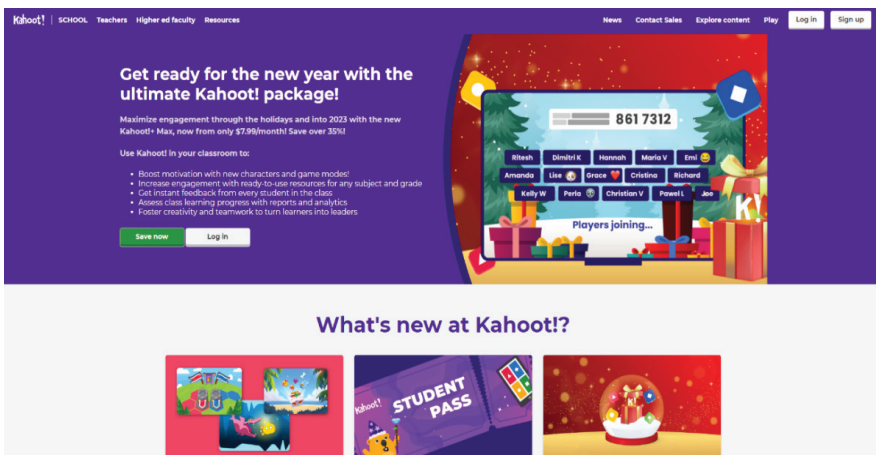 Kahoot! SCHOOL Teachers Higher ed faculty Resources News Contact Sales Explore content Play Log in Sign up
Get ready for the new year with the
ultimate Kahoot! package!
Maximize engagement through the holidays and into 2023 with the new
Kahoot!+ Max, now from only $7.99/month! Save over 35%!
Use Kahoot! in your classroom to:
• Boost motivation with new characters and game modes!
• Increase engagement with ready-to-use resources for any subject and grade
• Get instant feedback from every student in the class
• Assess class learning progress with reports and analytics
• Foster creativity and teamwork to turn learners into leaders
Save now Log in
861 7312
Ritesh Dimitri K Hannah Maria V Emi 😂
Amanda Lise Grace ❤️ Cristina Richard
Kelly W Perla Christian V Pawel L Jee
Players joining...
K!
What's new at Kahoot!?
Kahoot!
STUDENT
PASS
K!